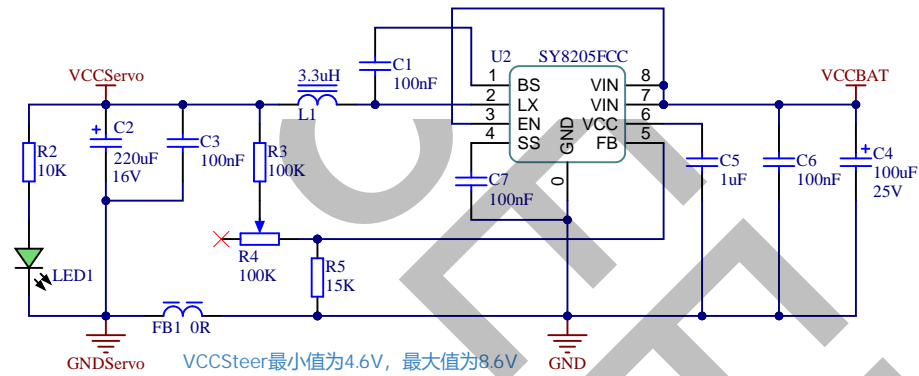 U2
SY8205FCC
VCCServo
3.3uH
L1
C1
100nF
1
BS
2
LX
3
EN
4
SS
GND
0
VIN
8
VIN
7
VCC
6
FB
5
VCCBAT
R2
10K
C2
220uF
16V
C3
100nF
R3
100K
C7
100nF
C5
1uF
C6
100nF
C4
100uF
25V
R4
100K
R5
15K
LED1
FB1 0R
GNDServo
GND
VCCSteer最小值为4.6V，最大值为8.6V